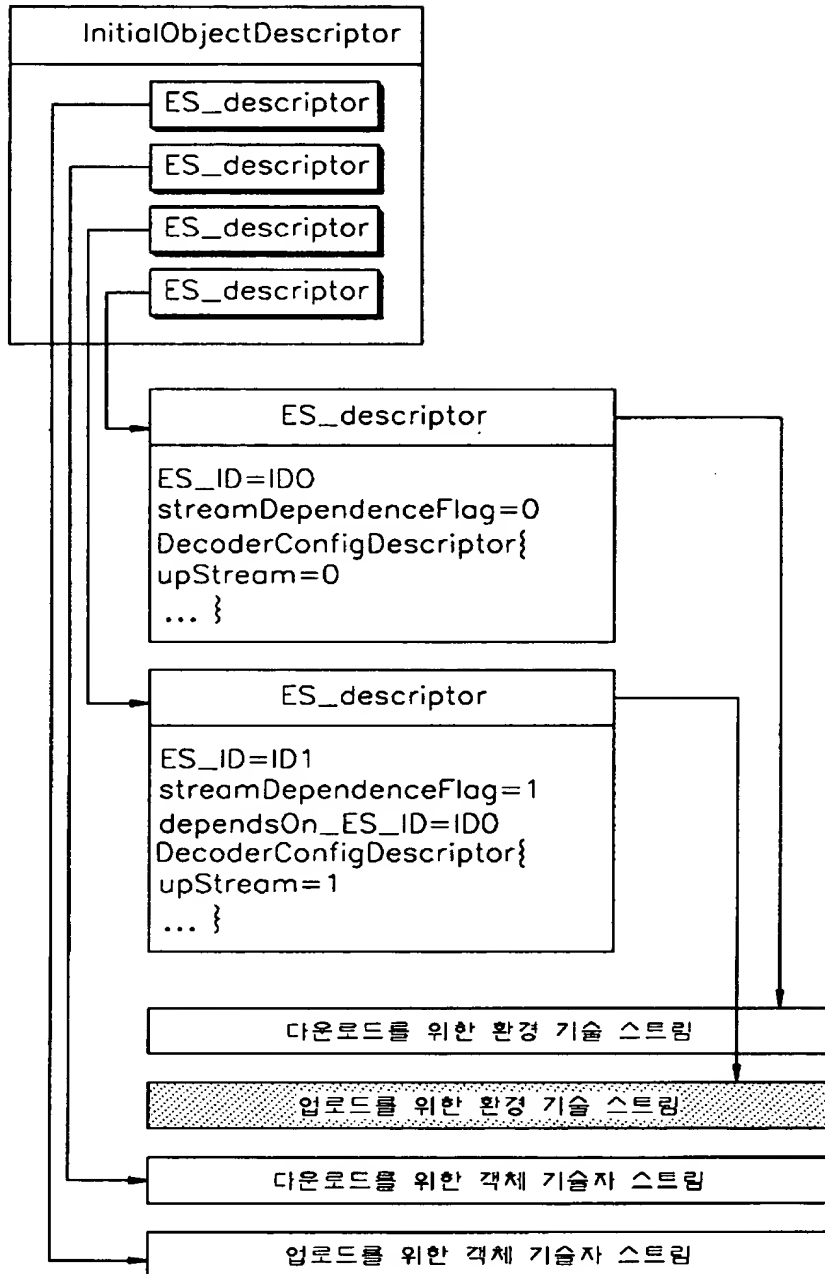 InitialObjectDescriptor
ES_descriptor
ES_descriptor
ES_descriptor
ES_descriptor
ES_descriptor
ES_ID=ID0
streamDependenceFlag=0
DecoderConfigDescriptor{
upStream=0
... }
ES_descriptor
ES_ID=ID1
streamDependenceFlag=1
dependsOn_ES_ID=ID0
DecoderConfigDescriptor{
upStream=1
... }
다운로드를 위한 환경 기술 스트림
업로드를 위한 환경 기술 스트림
다운로드를 위한 객체 기술자 스트림
업로드를 위한 객체 기술자 스트림